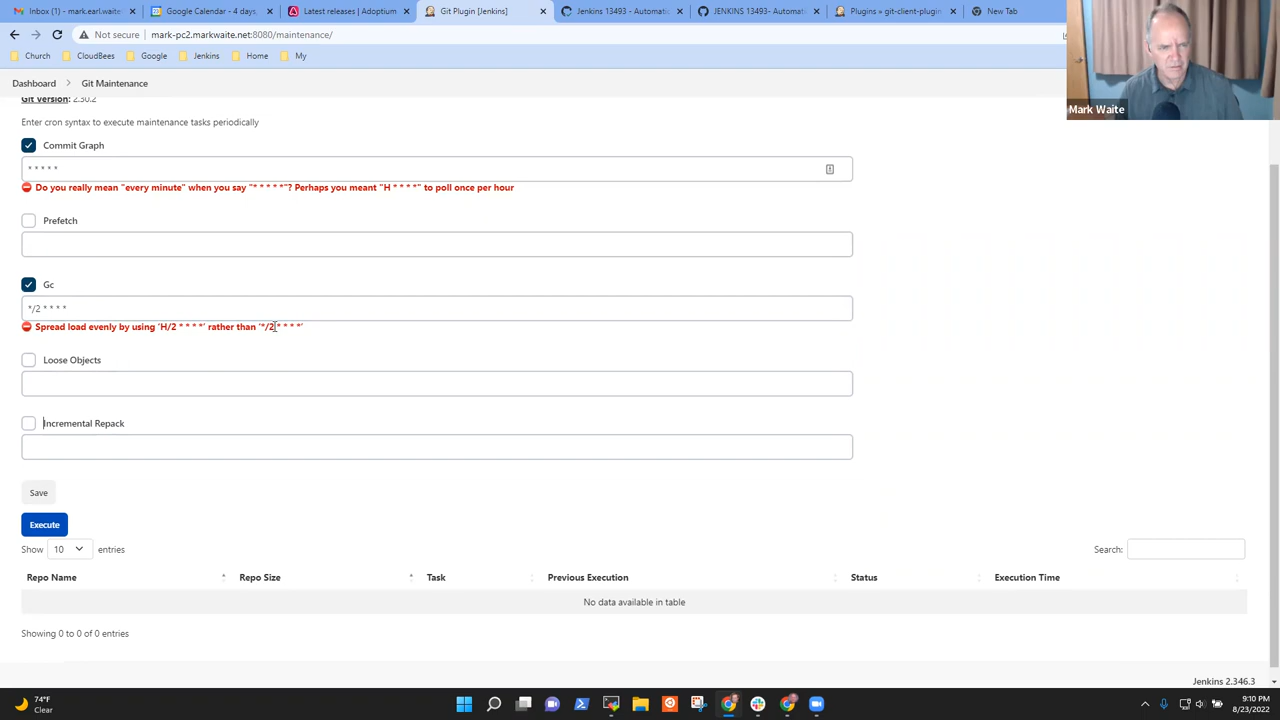 Inbox (1) - mark.earl.waite@
Google Calendar - 4 days,
Latest releases | Adoptium
Git Plugin [Jenkins]
Jenkins 13493- Automatic
JENKINS 13493- Automat
Plugins » git-client-plugin
New Tab
Not secure | mark-pc2.markwaite.net:8080/maintenance/
Church
CloudBees
Google
Jenkins
Home
My
Mark Waite
Dashboard > Git Maintenance
Git Version: 2.30.2
Enter cron syntax to execute maintenance tasks periodically
Commit Graph
* * * * *
Do you really mean "every minute" when you say "* * * * *"? Perhaps you meant "H * * * *" to poll once per hour
Prefetch
Gc
*/2 * * * *
Spread load evenly by using 'H/2 * * * *' rather than '*/2 * * * *'
Loose Objects
Incremental Repack
Save
Execute
Show 10 entries
Search:
Repo Name Repo Size Task Previous Execution Status Execution Time
No data available in table
Showing 0 to 0 of 0 entries
Jenkins 2.346.3
74°F
Clear
9:10 PM
8/23/2022